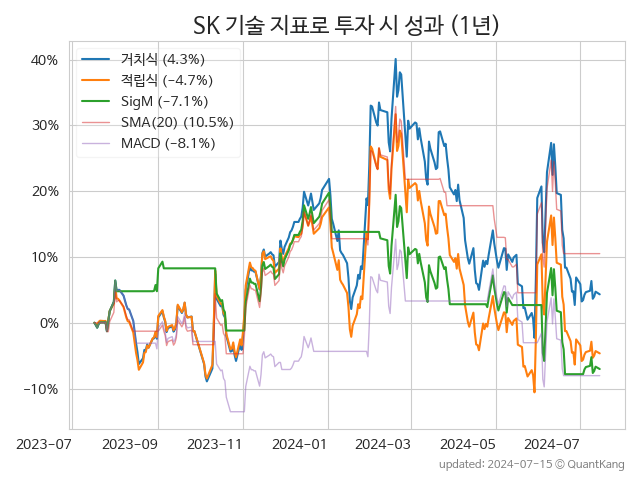 SK 기술 지표로 투자 시 성과 (1년)
거치식 (4.3%)
적립식 (−4.7%)
SigM (−7.1%)
SMA(20) (10.5%)
MACD (−8.1%)
40%
30%
20%
10%
0%
−10%
2023-07 2023-09 2023-11 2024-01 2024-03 2024-05 2024-07
updated: 2024-07-15 © QuantKang